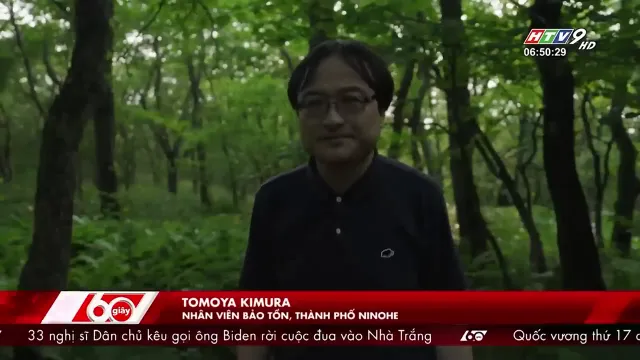 HTV9 HD
06:50:29
60 giây
TOMOYA KIMURA
NHÂN VIÊN BẢO TỒN, THÀNH PHỐ NINOHE
33 nghị sĩ Dân chủ kêu gọi ông Biden rời cuộc đua vào Nhà Trắng 60 Quốc vương thứ 17 c